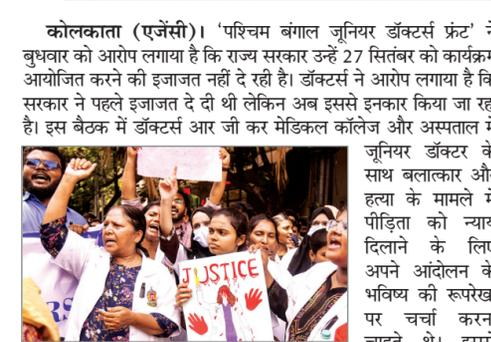 कोलकाता (एजेंसी)। ‘पश्चिम बंगाल जूनियर डॉक्टर्स फ्रंट’ ने
बुधवार को आरोप लगाया है कि राज्य सरकार उन्हें 27 सितंबर को कार्यक्रम
आयोजित करने की इजाजत नहीं दे रही है। डॉक्टर्स ने आरोप लगाया है कि
सरकार ने पहले इजाजत दे दी थी लेकिन अब इससे इनकार किया जा रहा
है। इस बैठक में डॉक्टर्स आर जी कर मेडिकल कॉलेज और अस्पताल में
जूनियर डॉक्टर के
साथ बलात्कार और
हत्या के मामले में
पीड़िता को न्याय
दिलाने के लिए
अपने आंदोलन के
भविष्य की रूपरेखा
पर चर्चा करना
JUSTICE